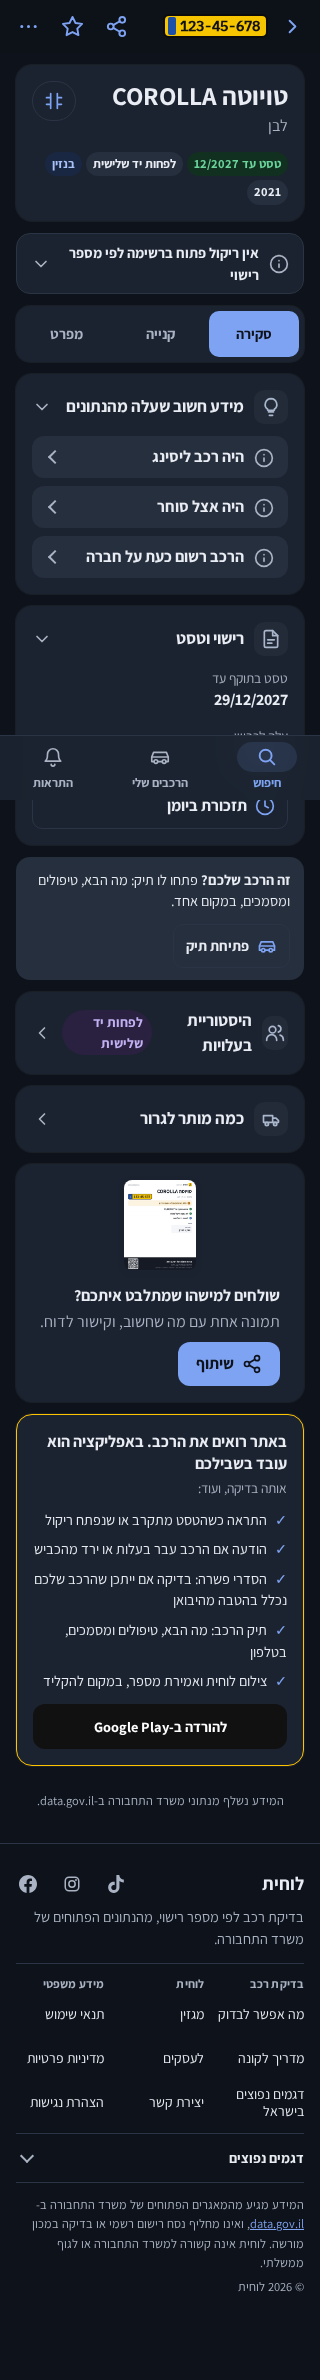 123-45-678
טויוטה COROLLA
לבן
טסט עד 12/2027
לפחות יד שלישית
בנזין
2021
אין ריקול פתוח ברשימה לפי מספר
רישוי
סקירה
קנייה
מפרט
מידע חשוב שעלה מהנתונים
היה רכב ליסינג
היה אצל סוחר
הרכב רשום כעת על חברה
רישוי וטסט
טסט בתוקף עד
29/12/2027
חיפוש
הרכבים שלי
התראות
תזכורת ביומן
זה הרכב שלכם? פתחו לו תיק: מה הבא, טיפולים
ומסמכים, במקום אחד.
פתיחת תיק
היסטוריית
בעלויות
לפחות יד
שלישית
כמה מותר לגרור
טויוטה COROLLA
123-45-678
שולחים למישהו שמתלבט איתכם?
תמונה אחת עם מה שחשוב, וקישור לדוח.
שיתוף
באתר רואים את הרכב. באפליקציה הוא
עובד בשבילכם
אותה בדיקה, ועוד:
✓ התראה כשהטסט מתקרב או שנפתח ריקול
✓ הודעה אם הרכב עבר בעלות או ירד מהכביש
✓ הסדרי פשרה: בדיקה אם ייתכן שהרכב שלכם
נכלל בהטבה מהיבואן
✓ תיק הרכב: מה הבא, טיפולים ומסמכים,
בטלפון
✓ צילום לוחית ואמירת מספר, במקום להקליד
להורדה ב-Google Play
המידע נשלף מנתוני משרד התחבורה ב-data.gov.il.
לוחית
בדיקת רכב לפי מספר רישוי, מהנתונים הפתוחים של
משרד התחבורה.
בדיקת רכב
לוחית
מידע משפטי
מה אפשר לבדוק
מגזין
תנאי שימוש
מדריך לקונה
לעסקים
מדיניות פרטיות
דגמים נפוצים
בישראל
יצירת קשר
הצהרת נגישות
דגמים נפוצים
המידע מגיע מהמאגרים הפתוחים של משרד התחבורה ב-
data.gov.il, ואינו מחליף נסח רישום רשמי או בדיקה במכון
מורשה. לוחית אינה קשורה למשרד התחבורה או לגוף
ממשלתי.
© 2026 לוחית